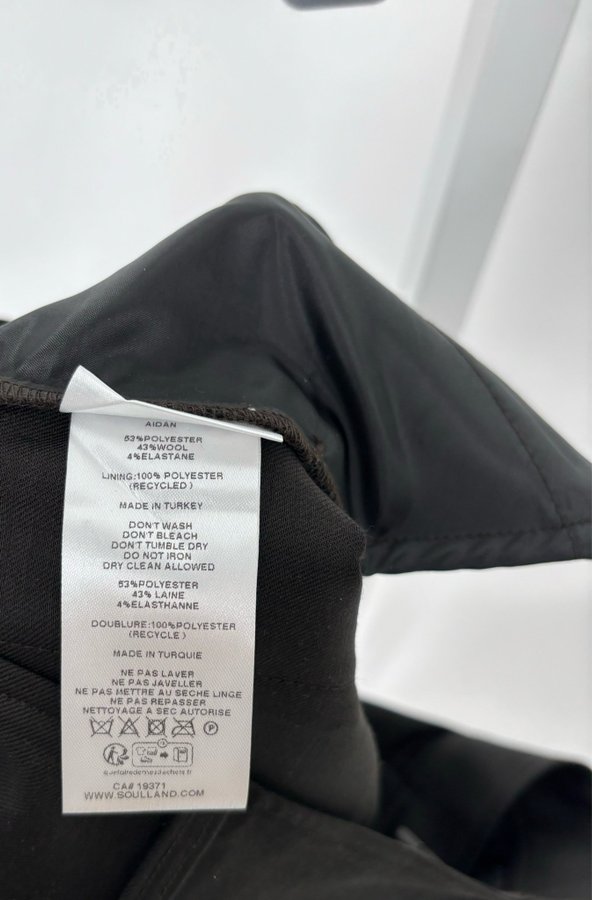 AIDAN
53%POLYESTER
43%WOOL
4%ELASTANE
LINING:100% POLYESTER
(RECYCLED)
MADE IN TURKEY
DON'T WASH
DON'T BLEACH
DON'T TUMBLE DRY
DO NOT IRON
DRY CLEAN ALLOWED
53%POLYESTER
43% LAINE
4%ELASTHANNE
DOUBLURE:100%POLYESTER
(RECYCLE)
MADE IN TURQUIE
NE PAS LAVER
NE PAS JAVELLER
NE PAS METTRE AU SECHE LINGE
NE PAS REPASSER
NETTOYAGE A SEC AUTORISE
P
CA# 19371
WWW.SOULLAND.COM